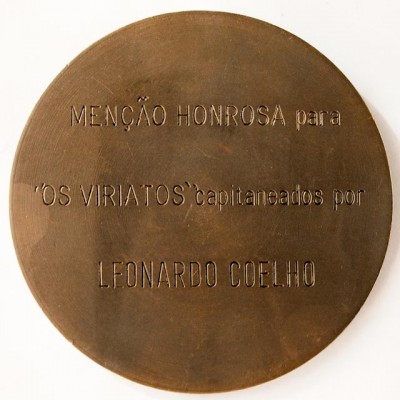 MENÇÃO HONROSA para
"OS VIRIATOS" capitaneados por
LEONARDO COELHO